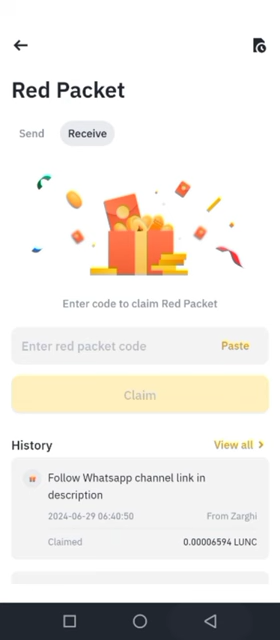 Red Packet
Send
Receive
Enter code to claim Red Packet
Enter red packet code
Paste
Claim
History
View all
Follow Whatsapp channel link in
description
2024-06-29 06:40:50
From Zarghi
Claimed
0.00006594 LUNC